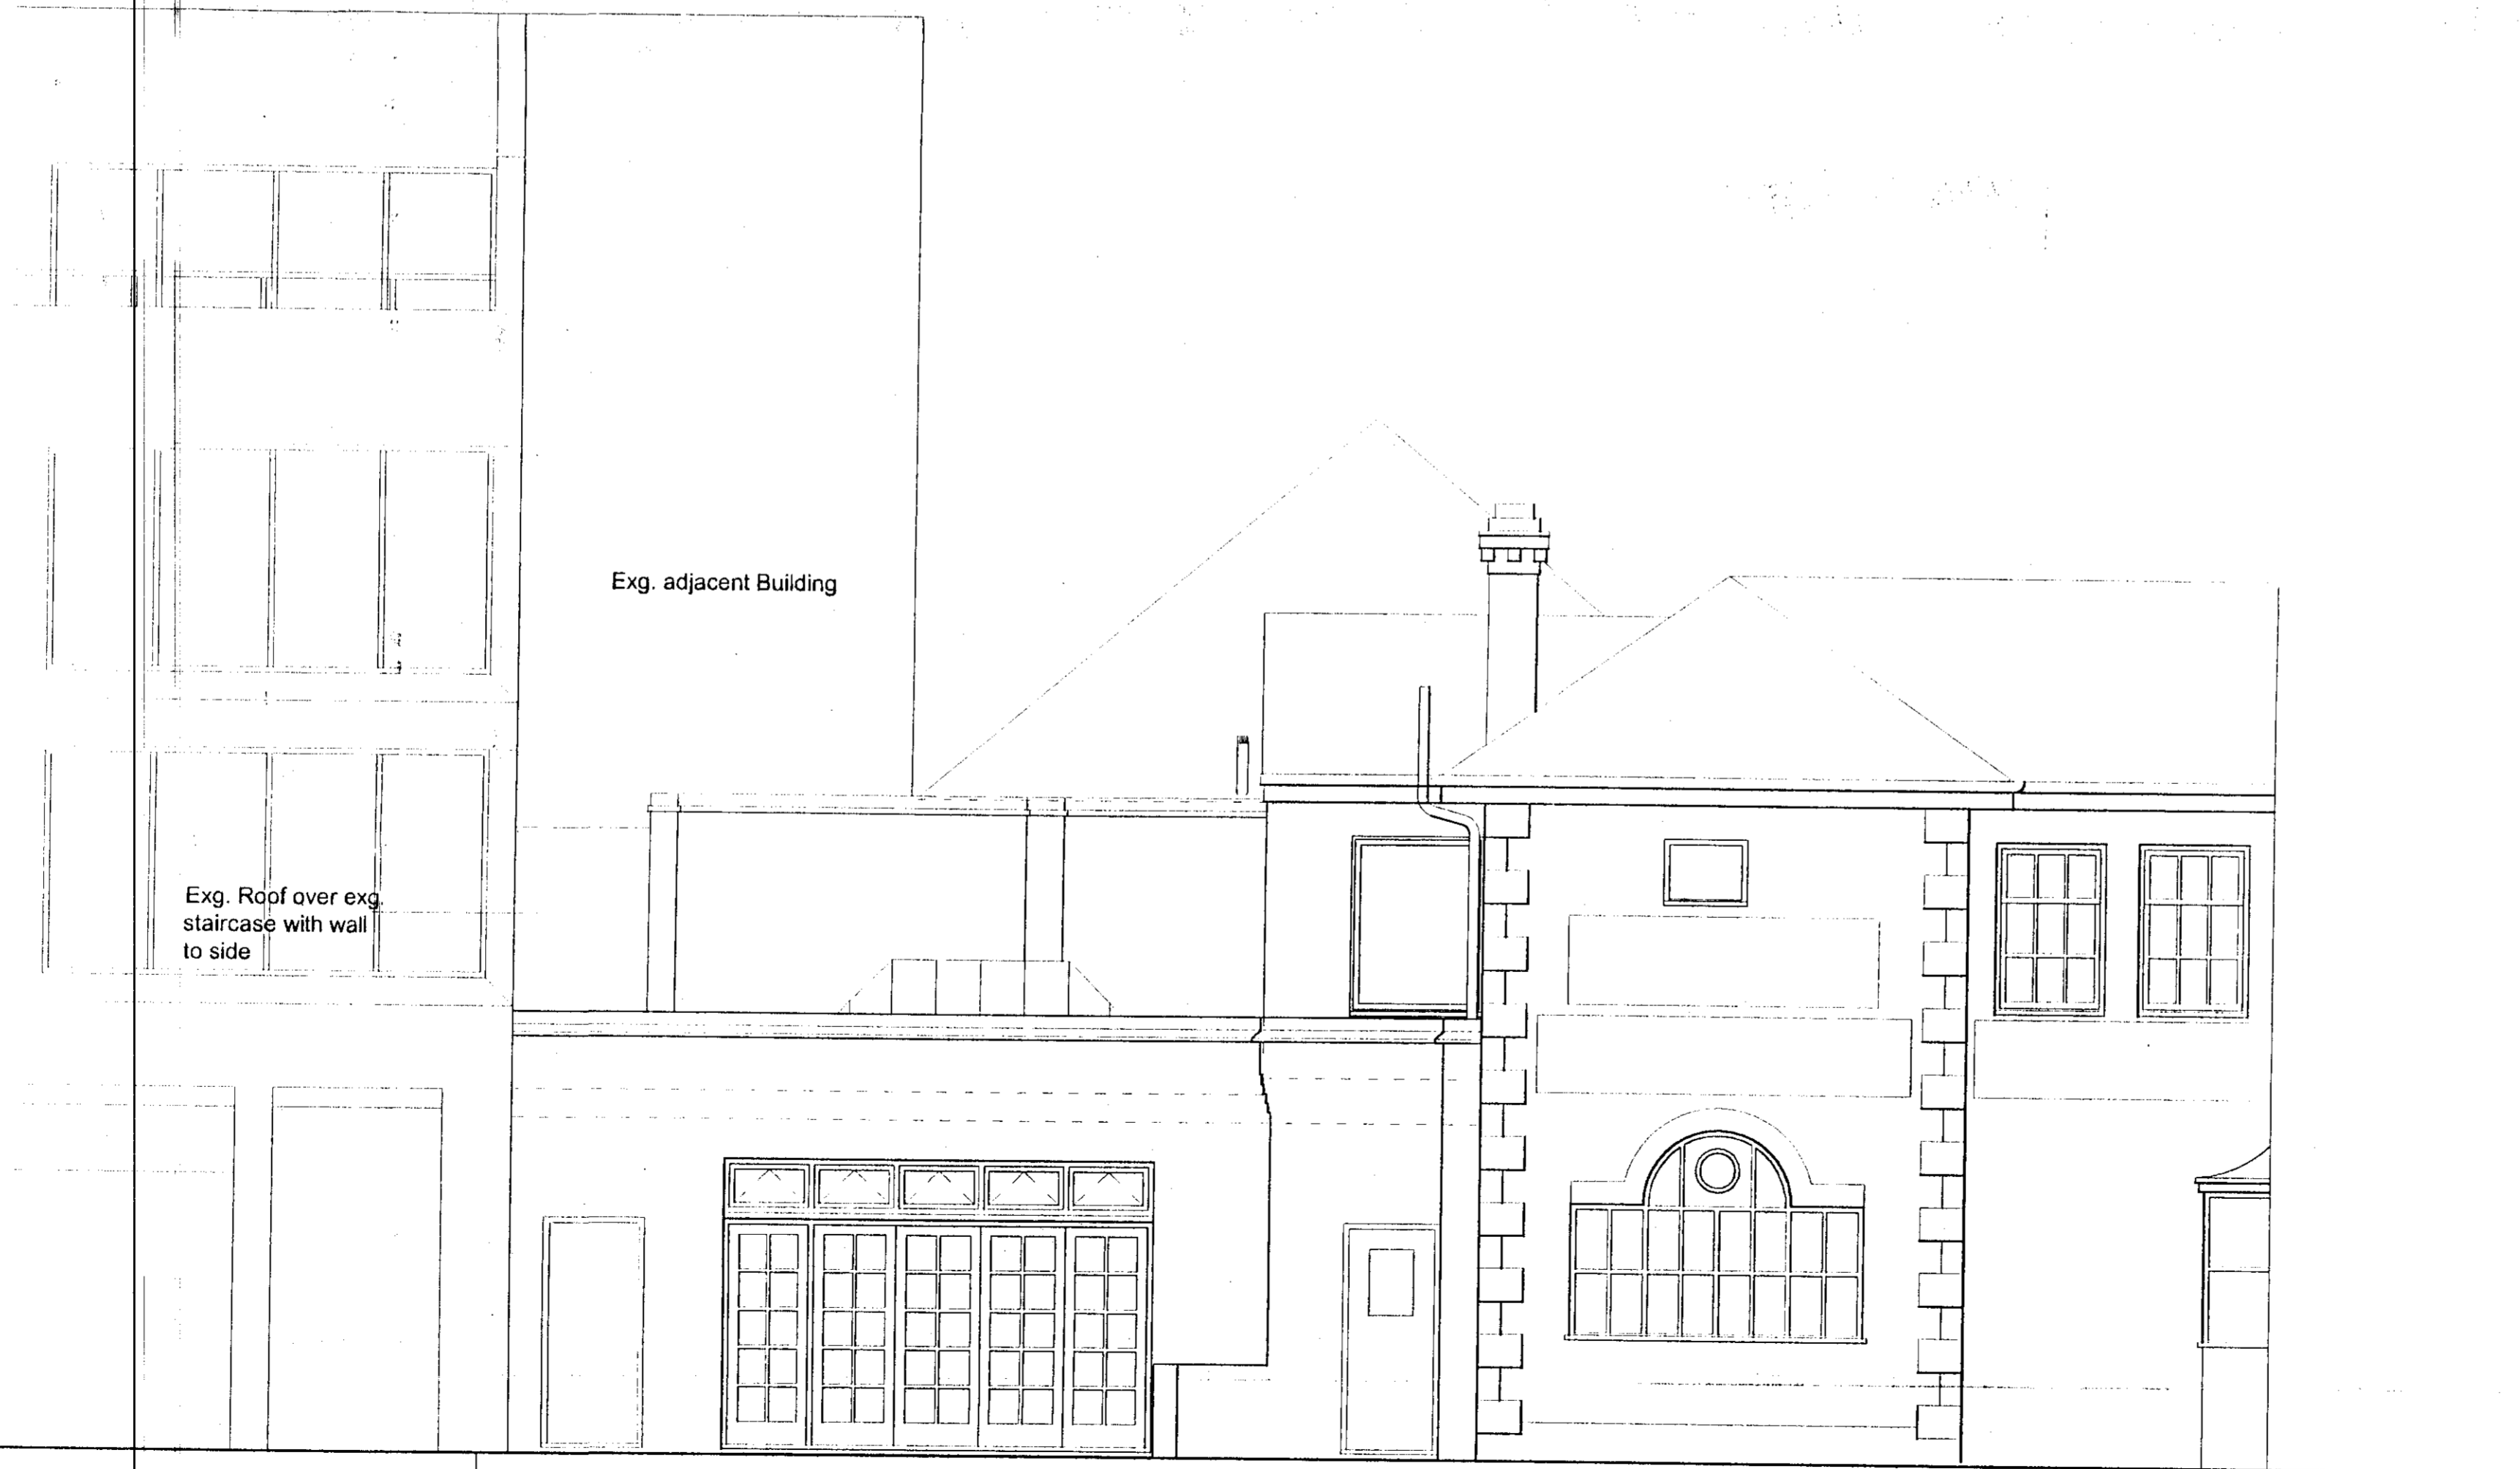 Exg. adjacent Building
Exg. Roof over exg.
staircase with wall
to side